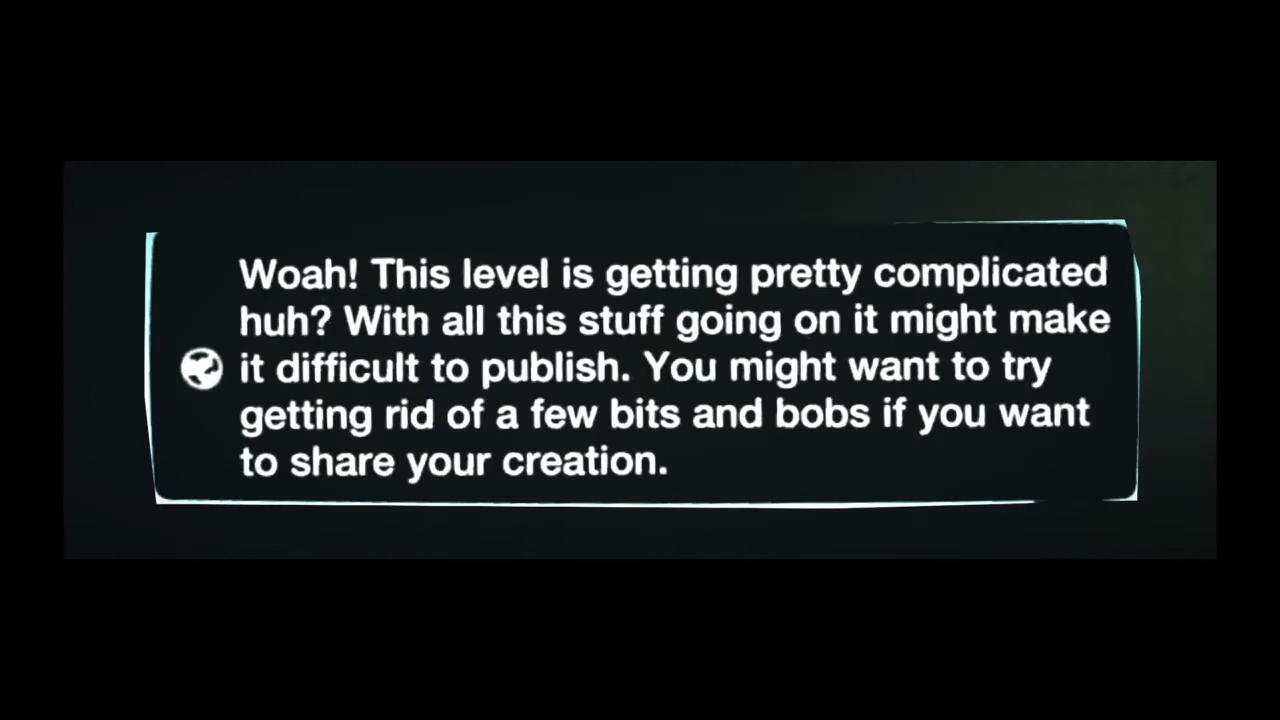 Woah! This level is getting pretty complicated
huh? With all this stuff going on it might make
it difficult to publish. You might want to try
getting rid of a few bits and bobs if you want
to share your creation.